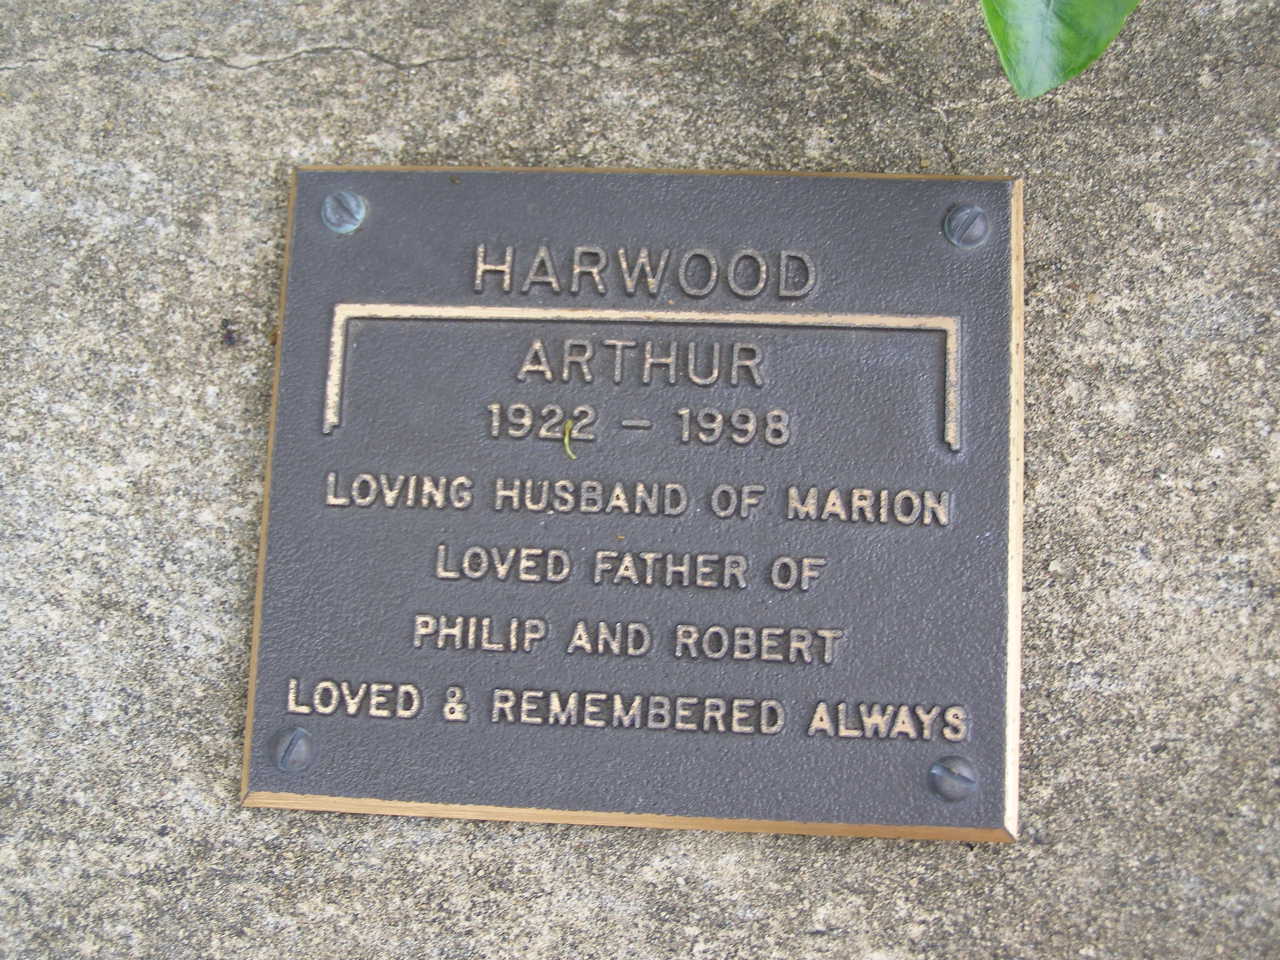 HARWOOD
ARTHUR
1922 - 1998
LOVING HUSBAND OF MARION
LOVED FATHER OF
PHILIP AND ROBERT
LOVED & REMEMBERED ALWAYS